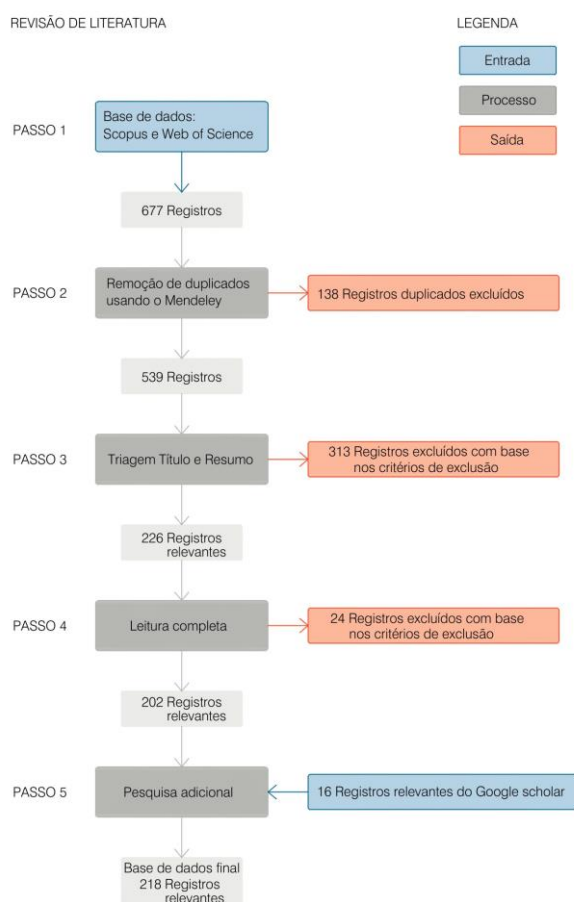 REVISÃO DE LITERATURA
LEGENDA
Entrada
Processo
Saída
PASSO 1
Base de dados:
Scopus e Web of Science
677 Registros
PASSO 2
Remoção de duplicados
usando o Mendeley
138 Registros duplicados excluídos
539 Registros
PASSO 3
Triagem Título e Resumo
313 Registros excluídos com base
nos critérios de exclusão
226 Registros
relevantes
PASSO 4
Leitura completa
24 Registros excluídos com base
nos critérios de exclusão
202 Registros
relevantes
PASSO 5
Pesquisa adicional
16 Registros relevantes do Google scholar
Base de dados final
218 Registros
relevantes